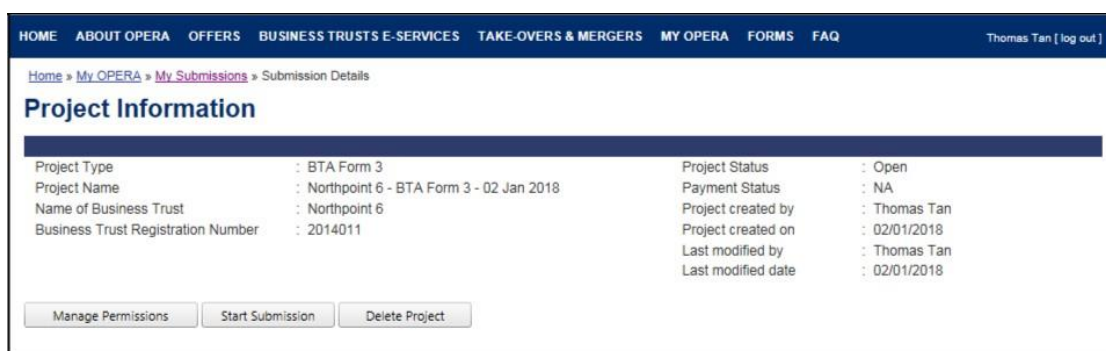 HOME ABOUT OPERA OFFERS BUSINESS TRUSTS E-SERVICES TAKE-OVERS & MERGERS MY OPERA FORMS FAQ Thomas Tan [ log out ]
Home » My OPERA » My Submissions » Submission Details
Project Information
Project Type : BTA Form 3 Project Status : Open
Project Name : Northpoint 6 - BTA Form 3 - 02 Jan 2018 Payment Status : NA
Name of Business Trust : Northpoint 6 Project created by : Thomas Tan
Business Trust Registration Number : 2014011 Project created on : 02/01/2018
Last modified by : Thomas Tan
Last modified date : 02/01/2018
Manage Permissions Start Submission Delete Project